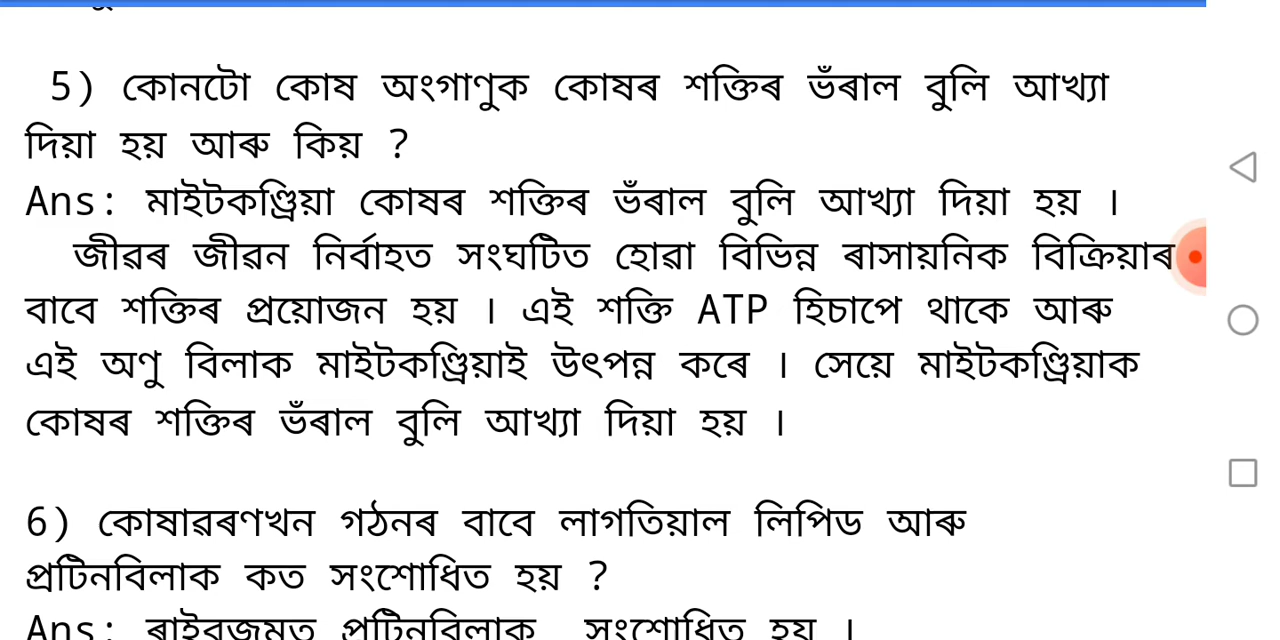 5) কোনটো কোষ অংগাণুক কোষৰ শক্তিৰ ভঁৰাল বুলি আখ্যা
দিয়া হয় আৰু কিয় ?
Ans: মাইটকণ্ড্ৰিয়া কোষৰ শক্তিৰ ভঁৰাল বুলি আখ্যা দিয়া হয় ।
জীৱৰ জীৱন নিৰ্বাহত সংঘটিত হোৱা বিভিন্ন ৰাসায়নিক বিক্ৰিয়াৰ
বাবে শক্তিৰ প্ৰয়োজন হয় । এই শক্তি ATP হিচাপে থাকে আৰু
এই অণু বিলাক মাইটকণ্ড্ৰিয়াই উৎপন্ন কৰে । সেয়ে মাইটকণ্ড্ৰিয়াক
কোষৰ শক্তিৰ ভঁৰাল বুলি আখ্যা দিয়া হয় ।
6) কোষাৱৰণখন গঠনৰ বাবে লাগতিয়াল লিপিড আৰু
প্ৰটিনবিলাক কত সংশোধিত হয় ?
Ans: ৰাইবজমত প্ৰটিনবিলাক সংশোধিত হয় ।